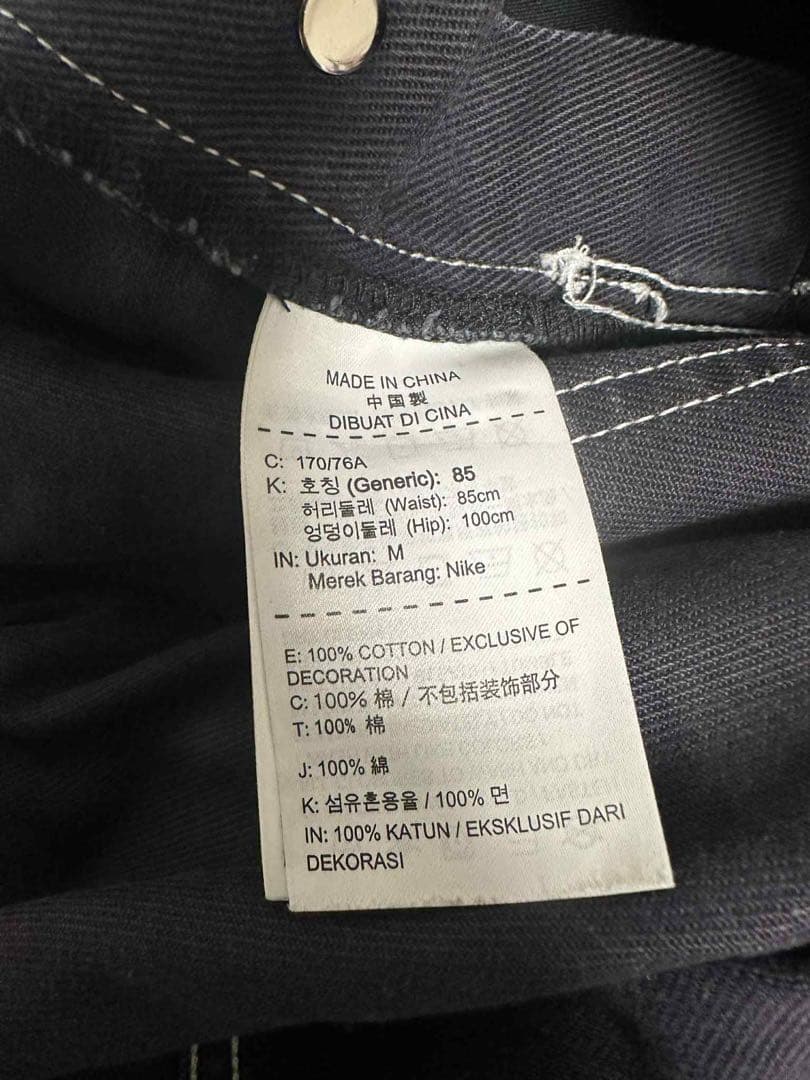 MADE IN CHINA
中国製
DIBUAT DI CINA
C: 170/76A
K: 호칭 (Generic): 85
허리둘레 (Waist): 85cm
엉덩이둘레 (Hip): 100cm
IN: Ukuran: M
Merek Barang: Nike
E: 100% COTTON / EXCLUSIVE OF
DECORATION
C: 100% 棉 / 不包括装饰部分
T: 100% 棉
J: 100% 綿
K: 섬유혼용율 / 100% 면
IN: 100% KATUN / EKSKLUSIF DARI
DEKORASI